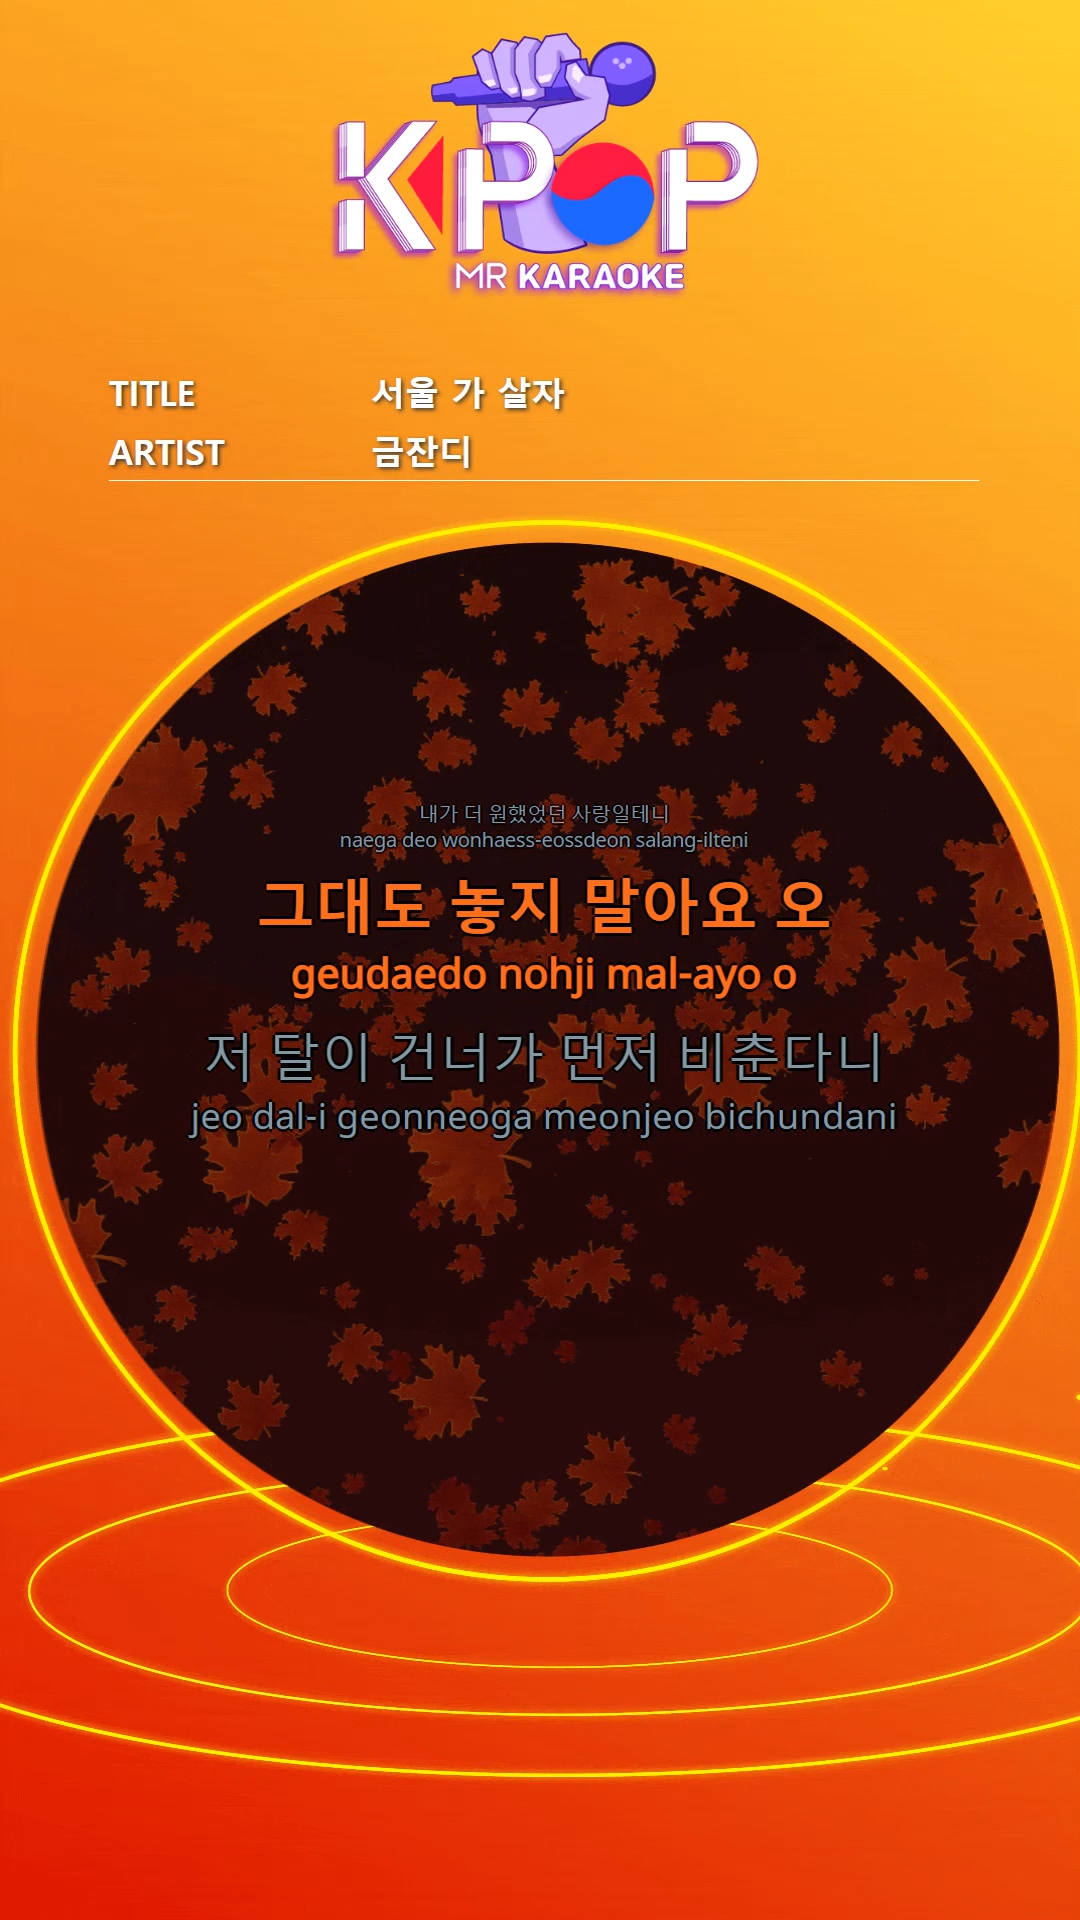 KPOP
MR KARAOKE
TITLE 서울 가 살자
ARTIST 금잔디
내가 더 원했었던 사랑일테니
naega deo wonhaess-eossdeon salang-ilteni
그대도 놓지 말아요 오
geudaedo nohji mal-ayo o
저 달이 건너가 먼저 비춘다니
jeo dal-i geonneoga meonjeo bichundani